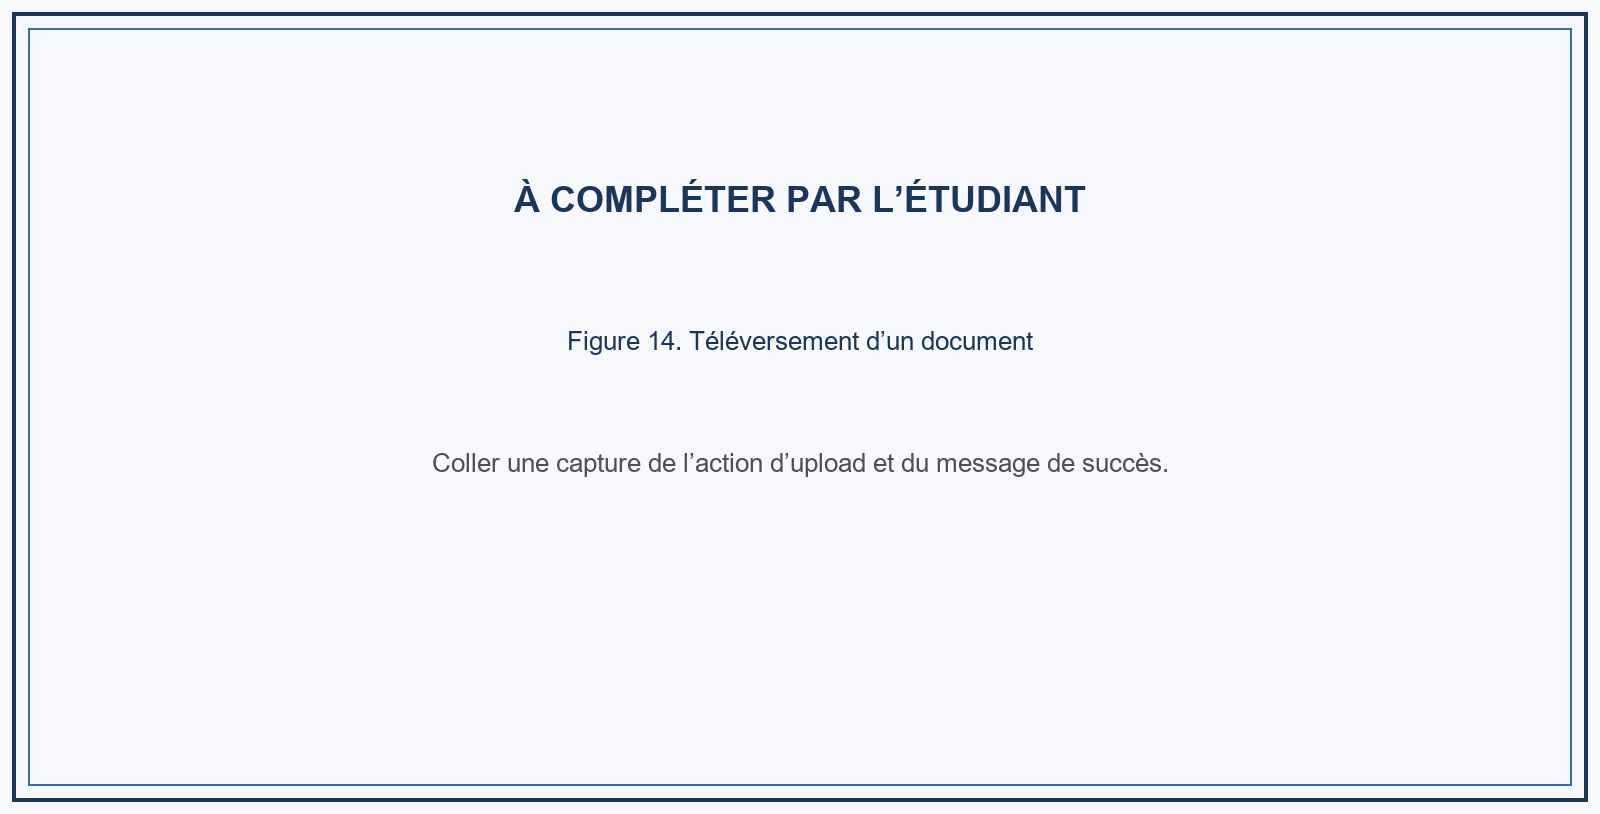 À COMPLÉTER PAR L’ÉTUDIANT
Figure 14. Téléversement d’un document
Coller une capture de l’action d’upload et du message de succès.